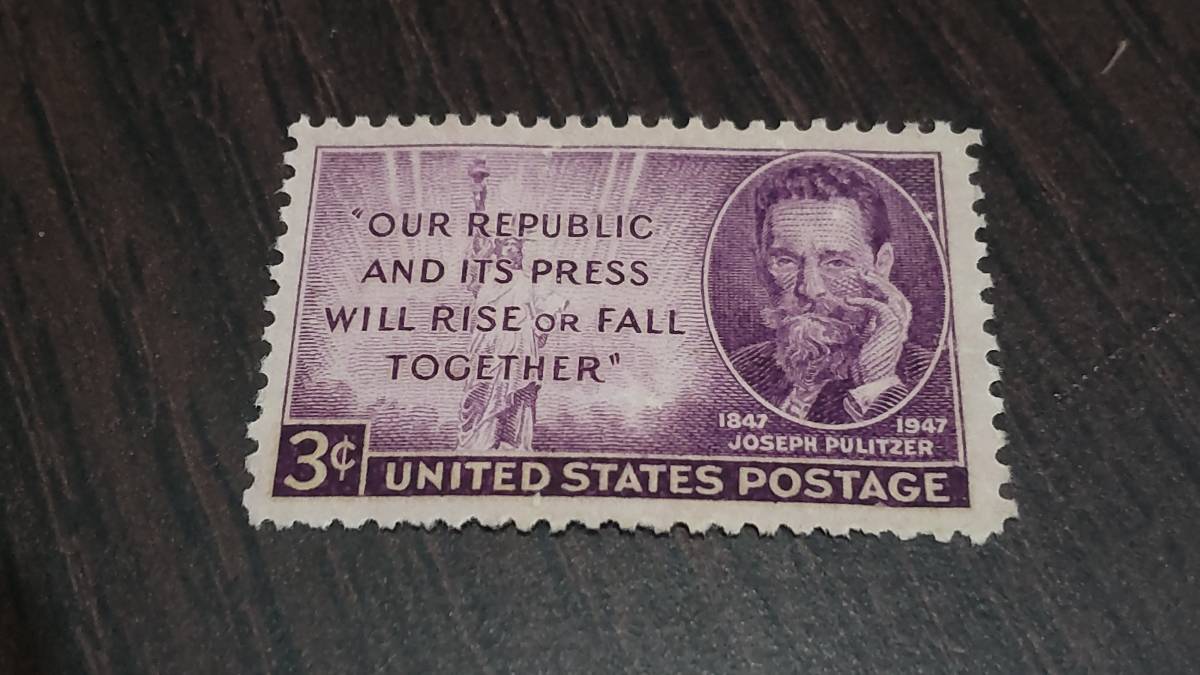 “OUR REPUBLIC
AND ITS PRESS
WILL RISE OR FALL
TOGETHER”
1847 1947
JOSEPH PULITZER
3¢ UNITED STATES POSTAGE